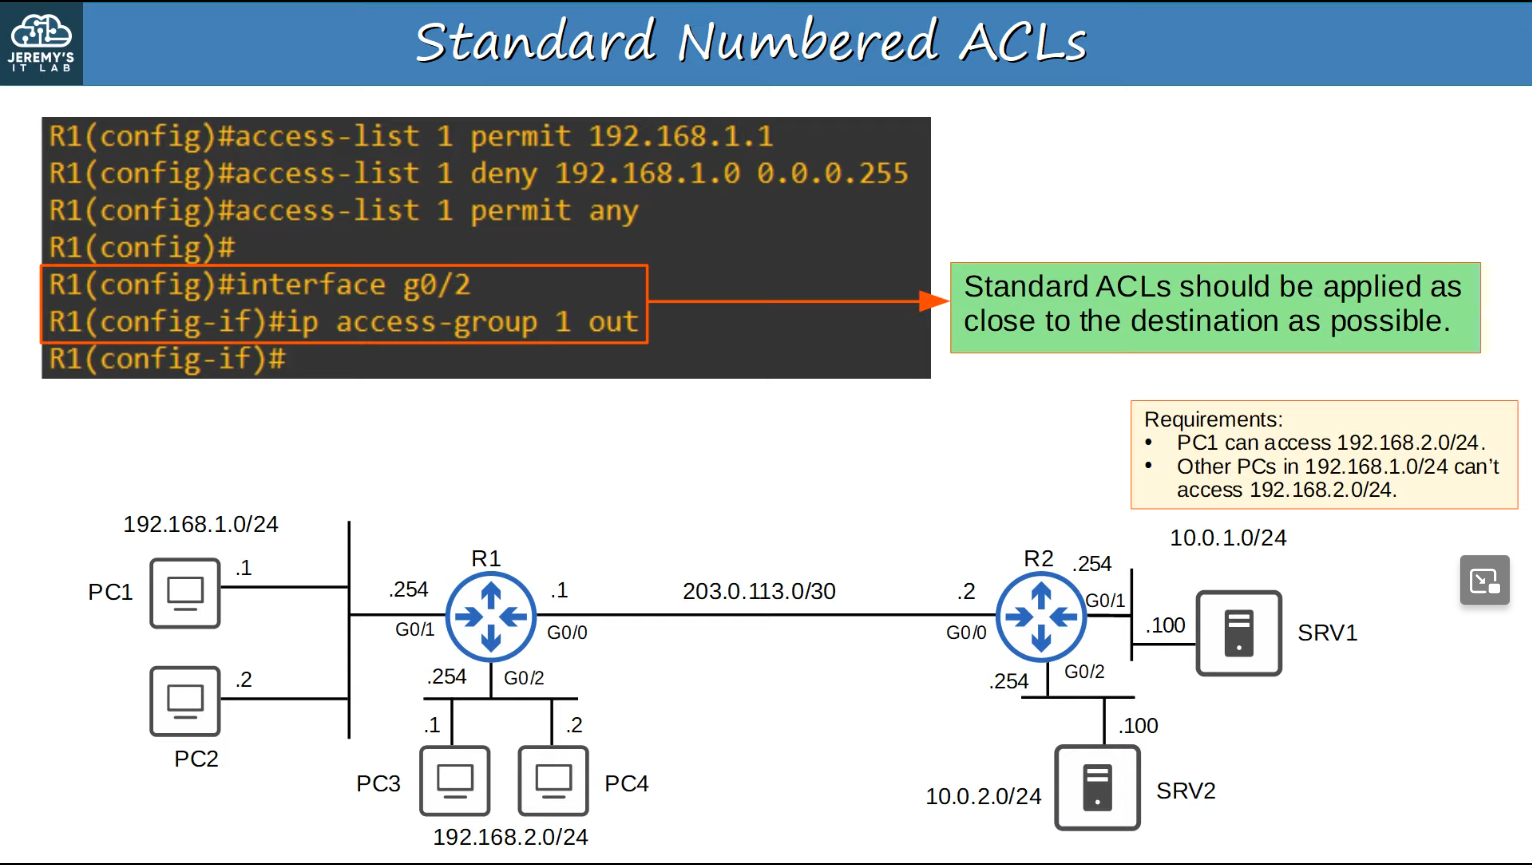 JEREMY'S
IT LAB
Standard Numbered ACLs
R1(config)#access-list 1 permit 192.168.1.1
R1(config)#access-list 1 deny 192.168.1.0 0.0.0.255
R1(config)#access-list 1 permit any
R1(config)#
R1(config)#interface g0/2
R1(config-if)#ip access-group 1 out
R1(config-if)#
Standard ACLs should be applied as
close to the destination as possible.
Requirements:
• PC1 can access 192.168.2.0/24.
• Other PCs in 192.168.1.0/24 can't
access 192.168.2.0/24.
192.168.1.0/24
10.0.1.0/24
PC1
.1
.254
G0/1
R1
.1
G0/0
203.0.113.0/30
.2
G0/0
R2
.254
G0/1
.100
SRV1
.2
PC2
.254
G0/2
.254
G0/2
.1
.2
.100
PC3
PC4
192.168.2.0/24
10.0.2.0/24
SRV2